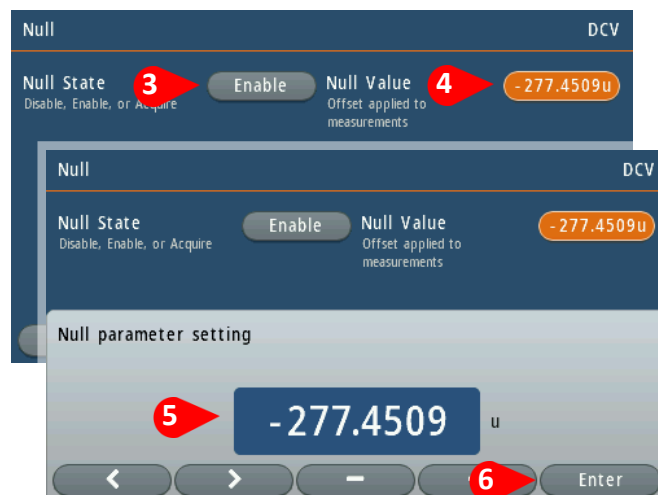 Null DCV
Null State 3 Enable Null Value 4 -277.4509u
Disable, Enable, or Acquire Offset applied to
measurements
Null DCV
Null State Enable Null Value -277.4509u
Disable, Enable, or Acquire Offset applied to
measurements
Null parameter setting
5 -277.4509 u
< > − 6 Enter